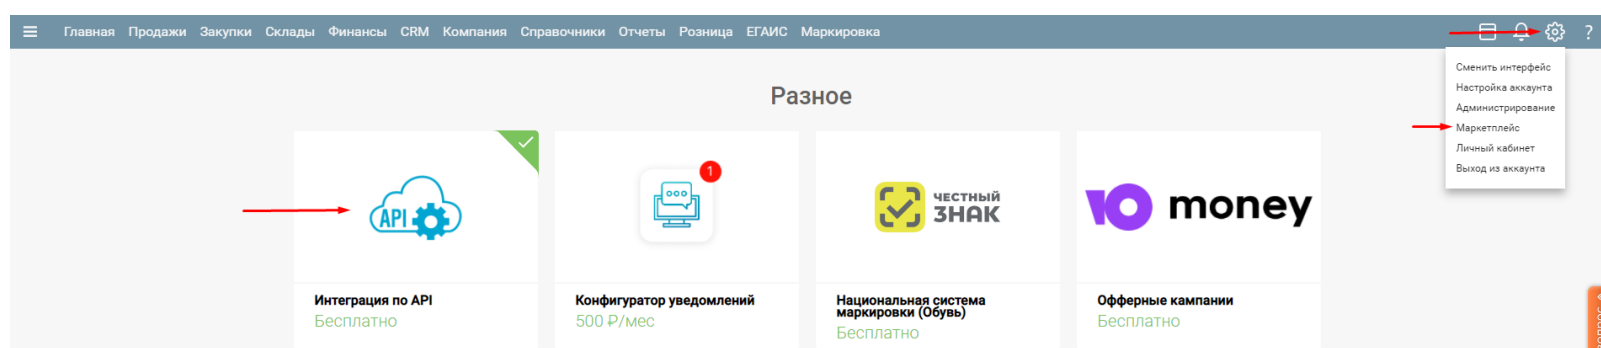 Главная Продажи Закупки Склады Финансы CRM Компания Справочники Отчеты Розница ЕГАИС Маркировка ?
Сменить интерфейс
Настройка аккаунта
Администрирование
Маркетплейс
Личный кабинет
Выход из аккаунта
Разное
API
1
ЧЕСТНЫЙ
ЗНАК
Ю money
Интеграция по API
Бесплатно
Конфигуратор уведомлений
500 ₽/мес
Национальная система
маркировки (Обувь)
Бесплатно
Офферные кампании
Бесплатно